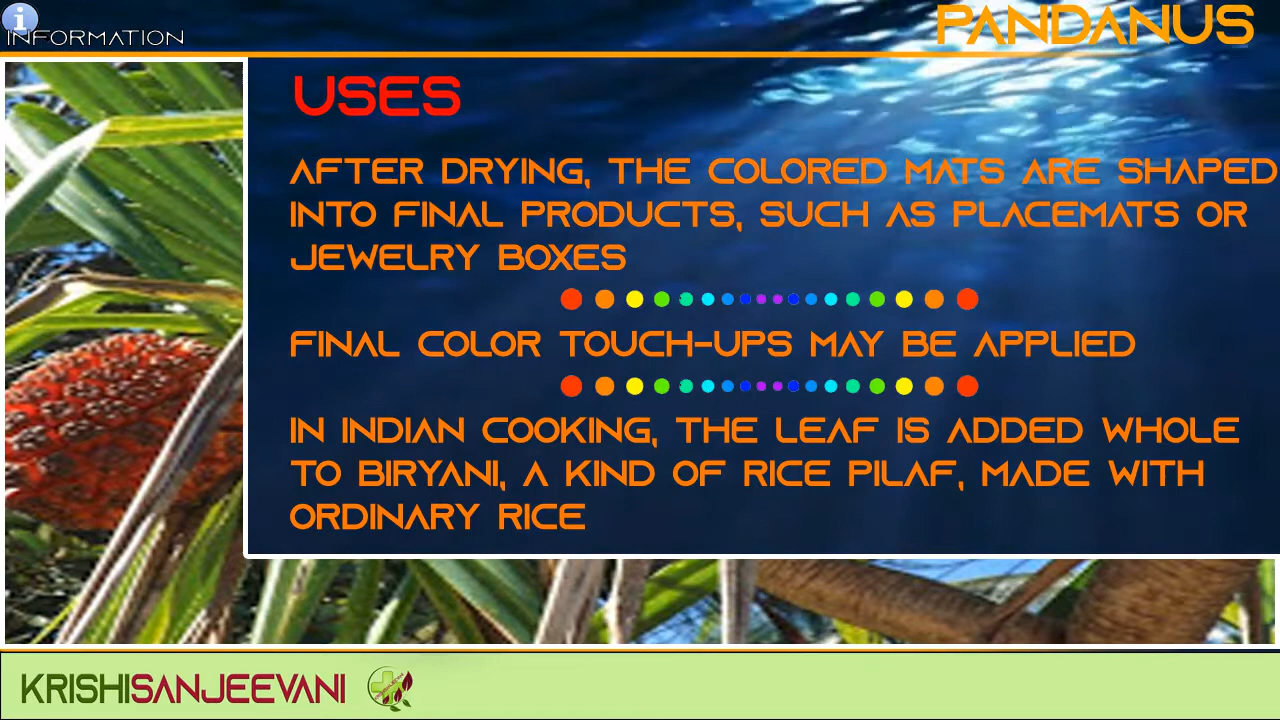 INFORMATION
PANDANUS
USES
AFTER DRYING, THE COLORED MATS ARE SHAPED
INTO FINAL PRODUCTS, SUCH AS PLACEMATS OR
JEWELRY BOXES
FINAL COLOR TOUCH-UPS MAY BE APPLIED
IN INDIAN COOKING, THE LEAF IS ADDED WHOLE
TO BIRYANI, A KIND OF RICE PILAF, MADE WITH
ORDINARY RICE
KRISHISANJEEVANI